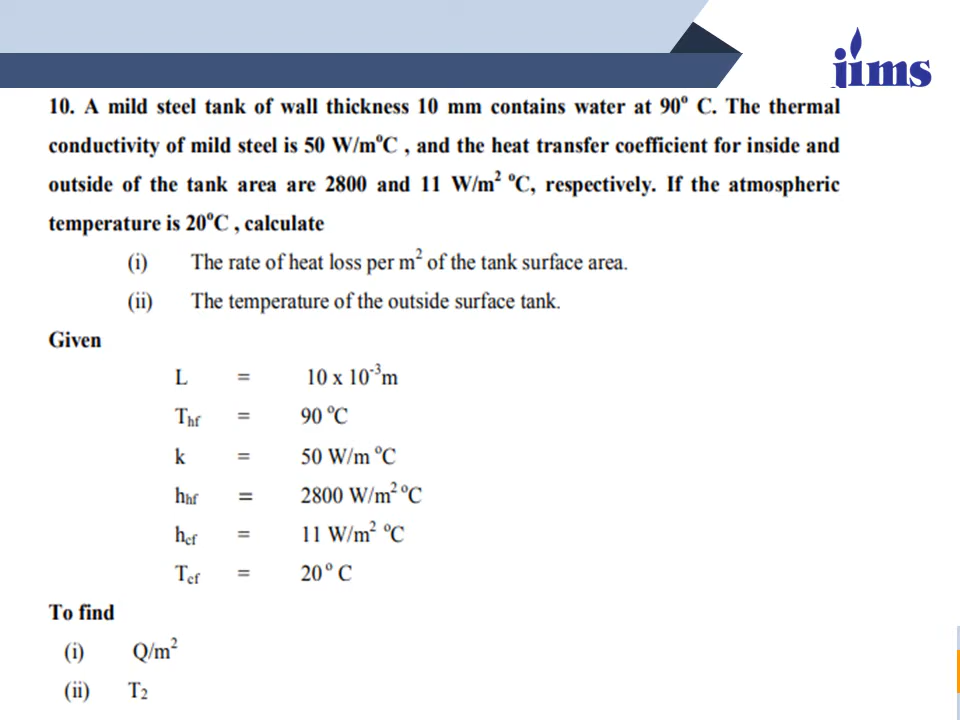 jims
10. A mild steel tank of wall thickness 10 mm contains water at 90° C. The thermal
conductivity of mild steel is 50 W/m°C , and the heat transfer coefficient for inside and
outside of the tank area are 2800 and 11 W/m² °C, respectively. If the atmospheric
temperature is 20°C , calculate
(i) The rate of heat loss per m² of the tank surface area.
(ii) The temperature of the outside surface tank.
Given
L = 10 x 10⁻³m
Thf = 90 °C
k = 50 W/m °C
hhf = 2800 W/m² °C
hcf = 11 W/m² °C
Tcf = 20° C
To find
(i) Q/m²
(ii) T₂